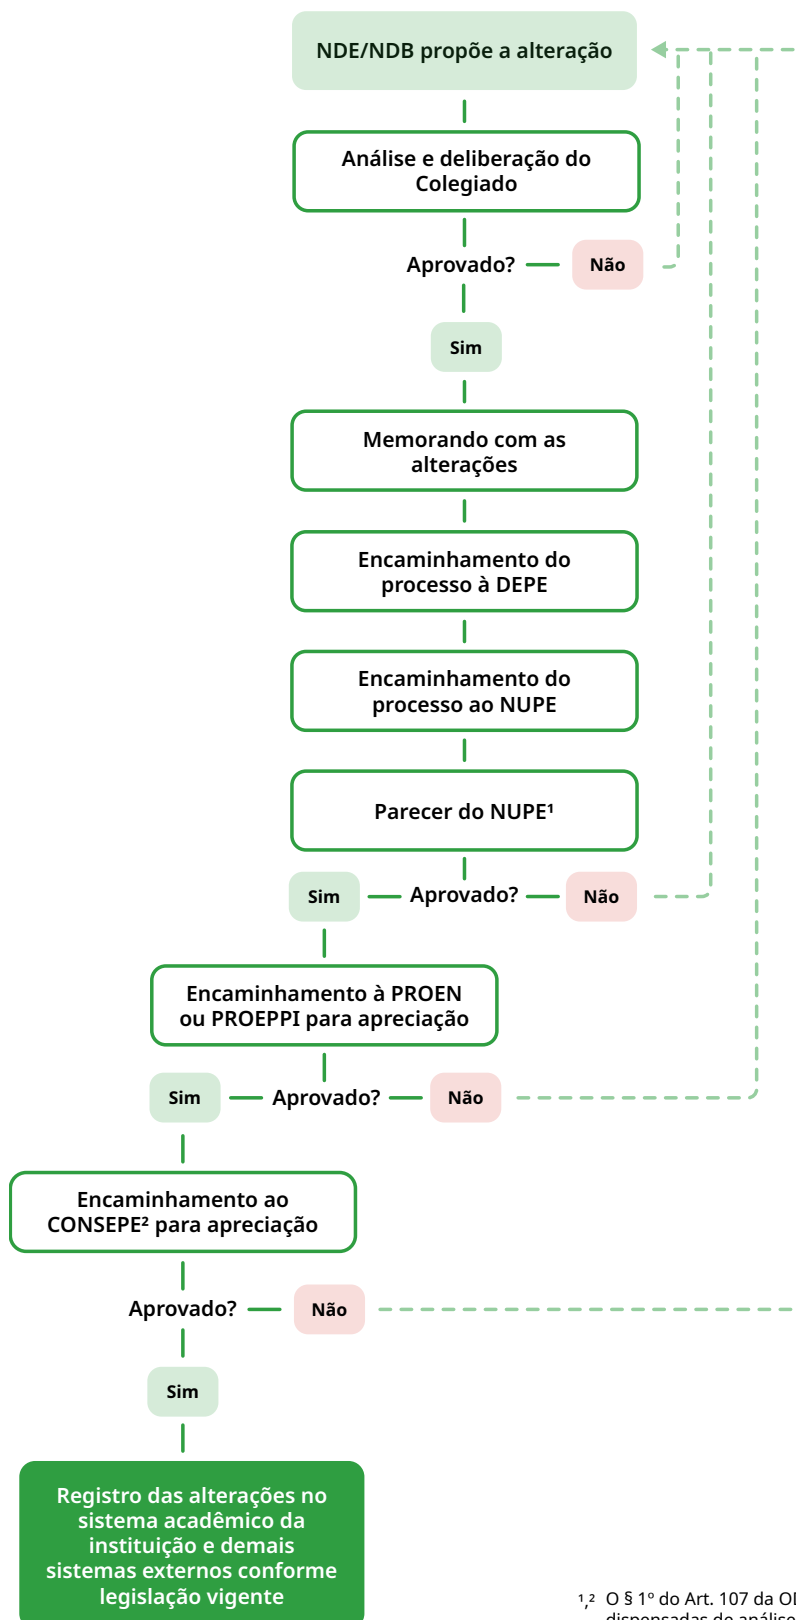 NDE/NDB propõe a alteração
Análise e deliberação do
Colegiado
Aprovado?
Não
Sim
Memorando com as
alterações
Encaminhamento do
processo à DEPE
Encaminhamento do
processo ao NUPE
Parecer do NUPE¹
Sim
Aprovado?
Não
Encaminhamento à PROEN
ou PROEPPI para apreciação
Sim
Aprovado?
Não
Encaminhamento ao
CONSEPE² para apreciação
Aprovado?
Não
Sim
Registro das alterações no
sistema acadêmico da
instituição e demais
sistemas externos conforme
legislação vigente
¹,² O § 1º do Art. 107 da
dispensadas de análise